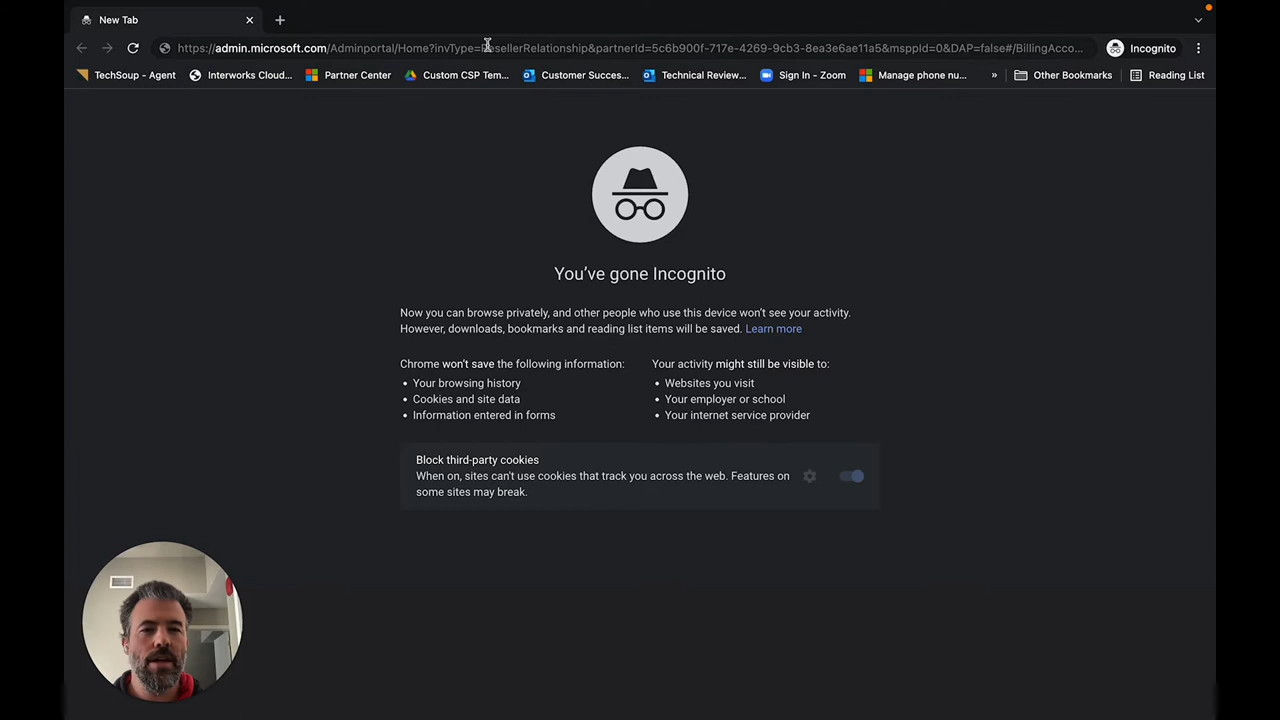 New Tab
https://admin.microsoft.com/Adminportal/Home?invType=ResellerRelationship&partnerId=5c6b900f-717e-4269-9cb3-8ea3e6ae11a5&msppId=0&DAP=false#/BillingAcco...
Incognito
TechSoup - Agent
Interworks Cloud...
Partner Center
Custom CSP Tem...
Customer Succes...
Technical Review...
Sign In - Zoom
Manage phone nu...
»
Other Bookmarks
Reading List
You've gone Incognito
Now you can browse privately, and other people who use this device won't see your activity.
However, downloads, bookmarks and reading list items will be saved. Learn more
Chrome won't save the following information:
• Your browsing history
• Cookies and site data
• Information entered in forms
Your activity might still be visible to:
• Websites you visit
• Your employer or school
• Your internet service provider
Block third-party cookies
When on, sites can't use cookies that track you across the web. Features on
some sites may break.